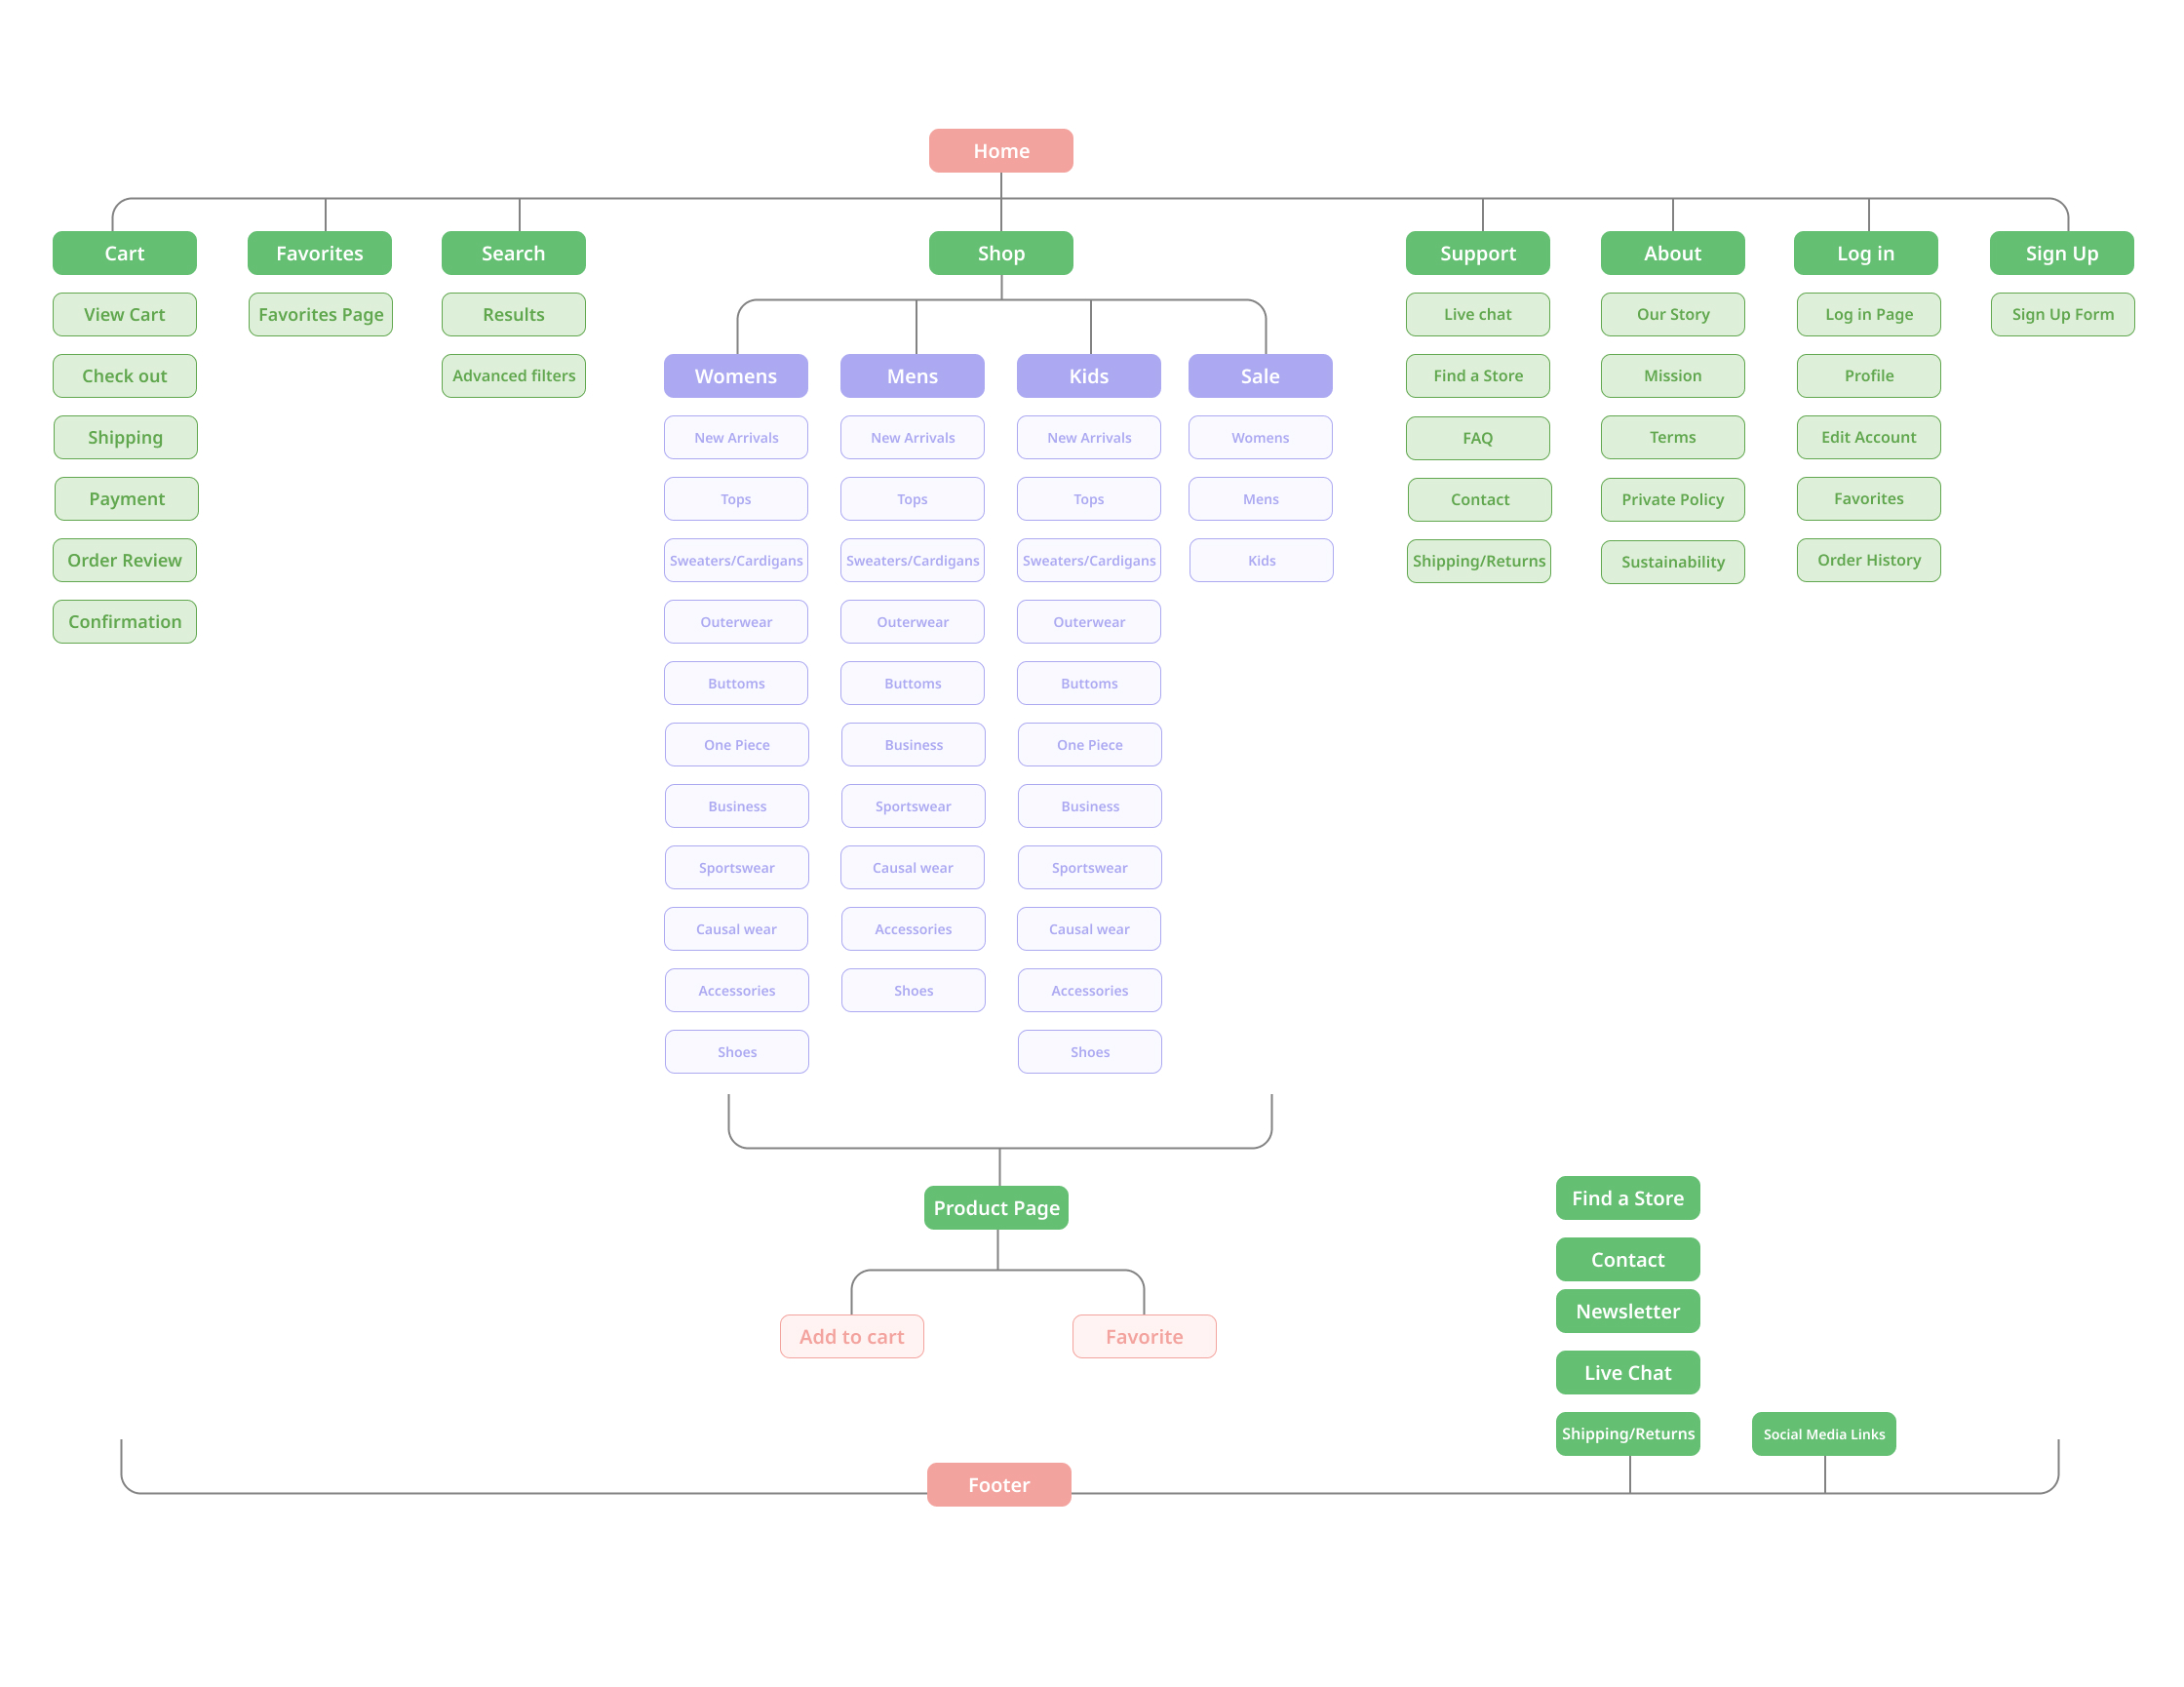 Home
Cart
Favorites
Search
Shop
Support
About
Log in
Sign Up
View Cart
Check out
Shipping
Payment
Order Review
Confirmation
Favorites Page
Results
Advanced filters
Womens
New Arrivals
Tops
Sweaters/Cardigans
Outerwear
Buttoms
One Piece
Business
Sportswear
Causal wear
Accessories
Shoes
Mens
New Arrivals
Tops
Sweaters/Cardigans
Outerwear
Buttoms
Business
Sportswear
Causal wear
Accessories
Shoes
Kids
New Arrivals
Tops
Sweaters/Cardigans
Outerwear
Buttoms
One Piece
Business
Sportswear
Causal wear
Accessories
Shoes
Sale
Womens
Mens
Kids
Live chat
Find a Store
FAQ
Contact
Shipping/Returns
Our Story
Mission
Terms
Private Policy
Sustainability
Log in Page
Profile
Edit Account
Favorites
Order History
Sign Up Form
Product Page
Add to cart
Favorite
Find a Store
Contact
Newsletter
Live Chat
Shipping/Returns
Social Media Links
Footer